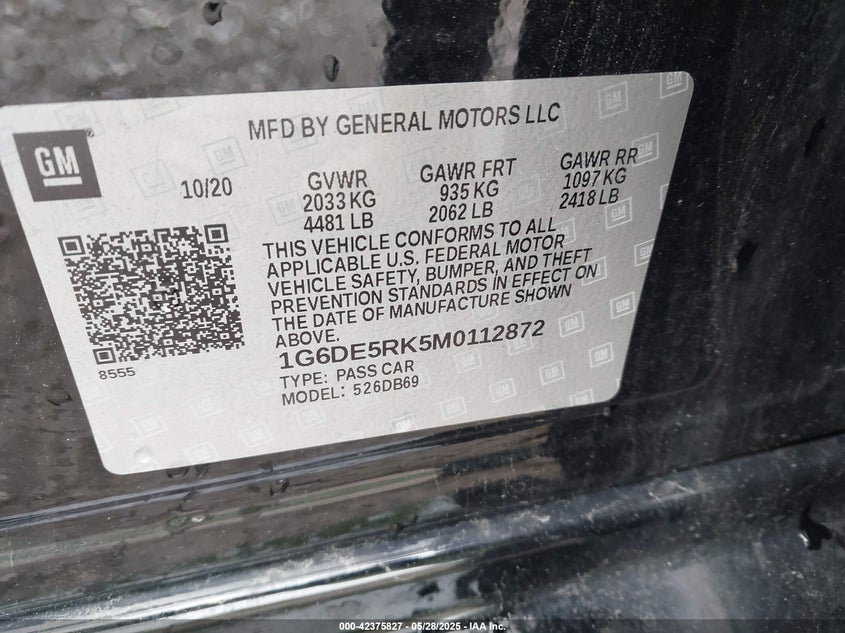 MFD BY GENERAL MOTORS LLC
GM
10/20
GVWR
2033 KG
4481 LB
GAWR FRT
935 KG
2062 LB
GAWR RR
1097 KG
2418 LB
THIS VEHICLE CONFORMS TO ALL
APPLICABLE U.S. FEDERAL MOTOR
VEHICLE SAFETY, BUMPER, AND THEFT
PREVENTION STANDARDS IN EFFECT ON
THE DATE OF MANUFACTURE SHOWN
ABOVE.
1G6DE5RK5M0112872
TYPE: PASS CAR
MODEL: 526DB69
8555
000-42375827 - 05/28/2025 - IAA Inc.